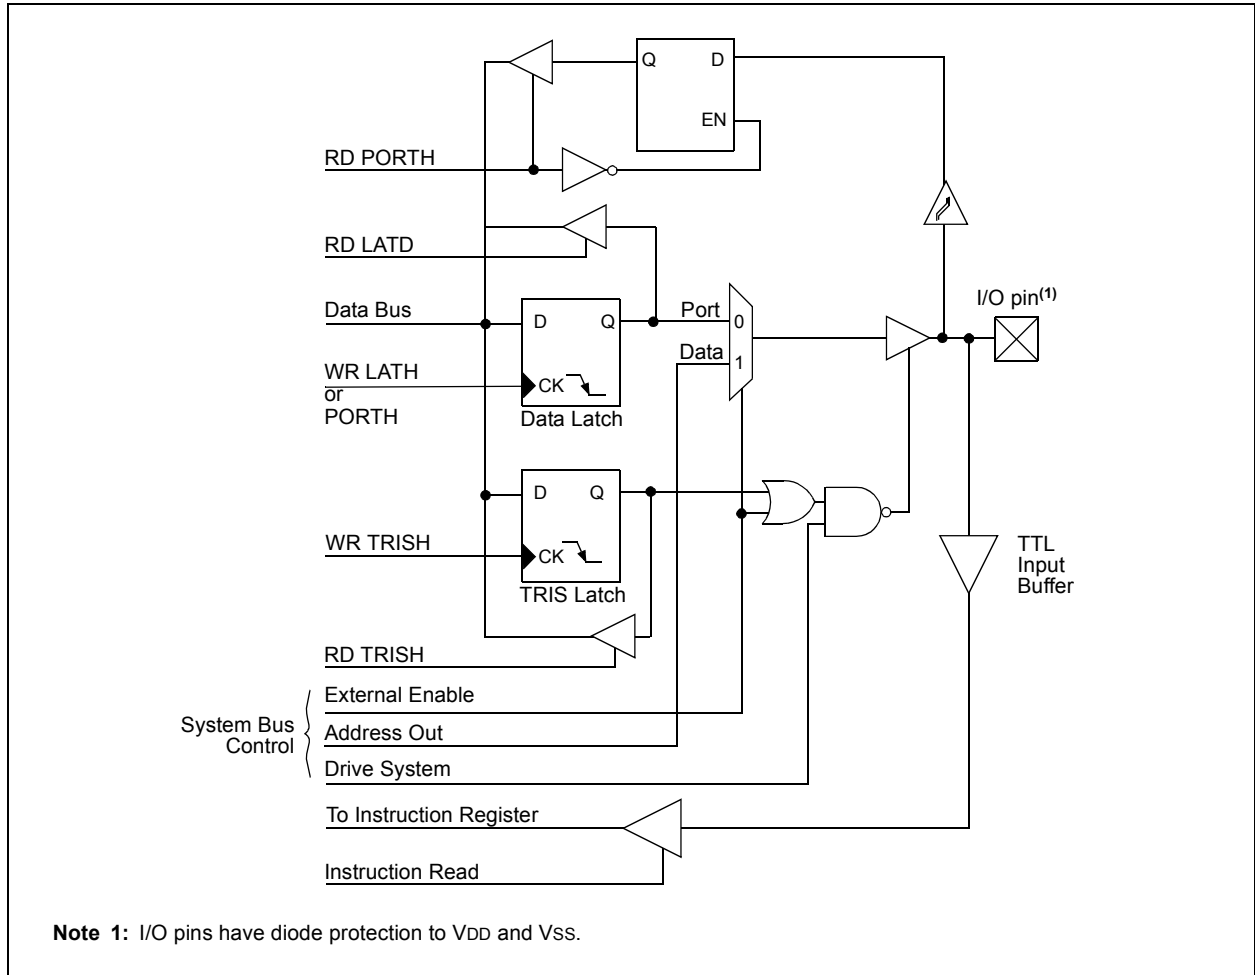 Q D
EN
RD PORTH
RD LATD
I/O pin(1)
Data Bus
D Q
Port
0
Data
1
WR LATH
or
PORTH
CK
Data Latch
D Q
WR TRISH
CK
TRIS Latch
TTL
Input
Buffer
RD TRISH
System Bus
Control
External Enable
Address Out
Drive System
To Instruction Register
Instruction Read
Note 1: I/O pins have diode protection to VDD and VSS.